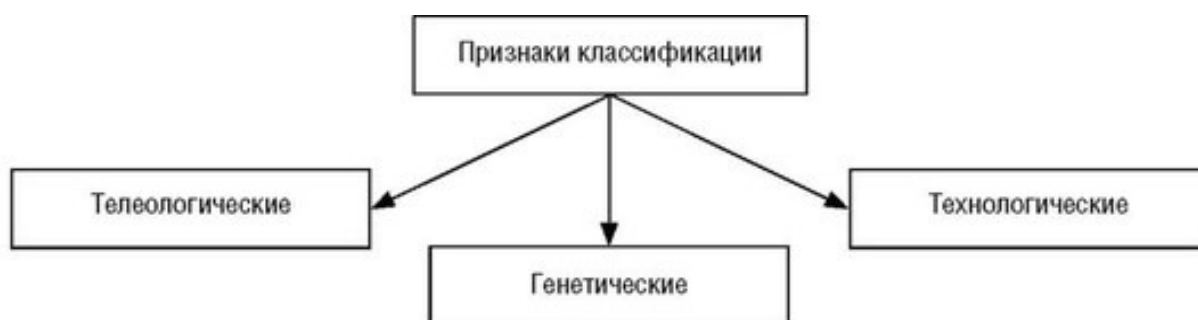 Признаки классификации
Телеологические
Технологические
Генетические